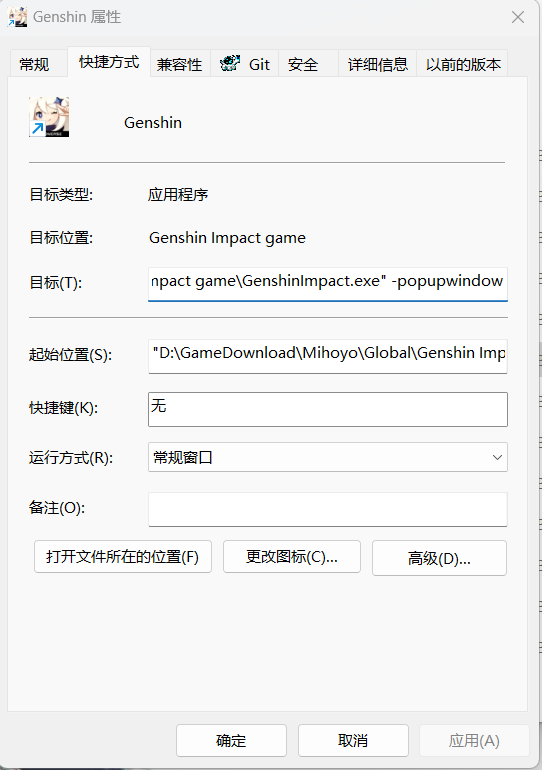 Genshin 属性
常规 快捷方式 兼容性 Git 安全 详细信息 以前的版本
Genshin
目标类型: 应用程序
目标位置: Genshin Impact game
目标(T): mpact game\GenshinImpact.exe" -popupwindow
起始位置(S): "D:\GameDownload\Mihoyo\Global\Genshin Imp
快捷键(K): 无
运行方式(R): 常规窗口
备注(O):
打开文件所在的位置(F) 更改图标(C)... 高级(D)...
确定 取消 应用(A)